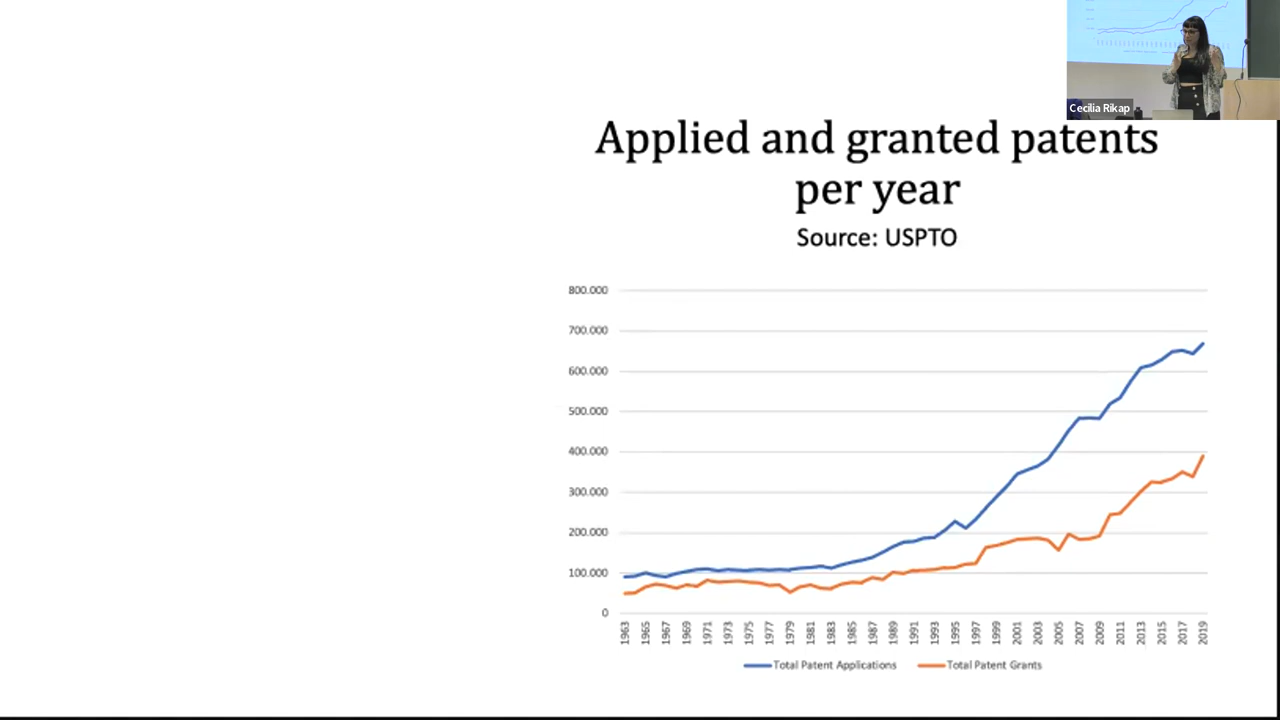 Cecilia Rikap
Applied and granted patents
per year
Source: USPTO
800.000
700.000
600.000
500.000
400.000
300.000
200.000
100.000
0
1963 1965 1967 1969 1971 1973 1975 1977 1979 1981 1983 1985 1987 1989 1991 1993 1995 1997 1999 2001 2003 2005 2007 2009 2011 2013 2015 2017 2019
Total Patent Applications Total Patent Grants